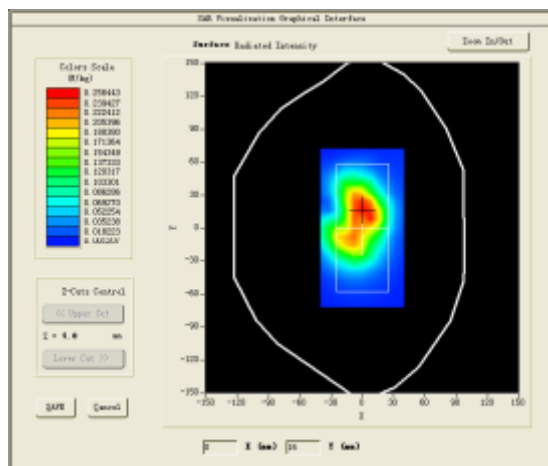 SAR Visualisation Graphical Interface
Surface Radiated Intensity
Zoom In/Out
Colors Scale
(W/kg)
0.256443
0.239427
0.222412
0.205396
0.188380
0.171364
0.154349
0.137333
0.120317
0.103301
0.086286
0.069270
0.052254
0.035238
0.018223
Z-Cuts Control
<< Upper Cut
mm
Lower Cut >>
SAVE
Cancel
150
120
90
60
30
0
-30
-60
-90
-120
-150
Y
-150 -120 -90 -60 -30 0 30 60 90 120 150
X
X (mm)
Y (mm)